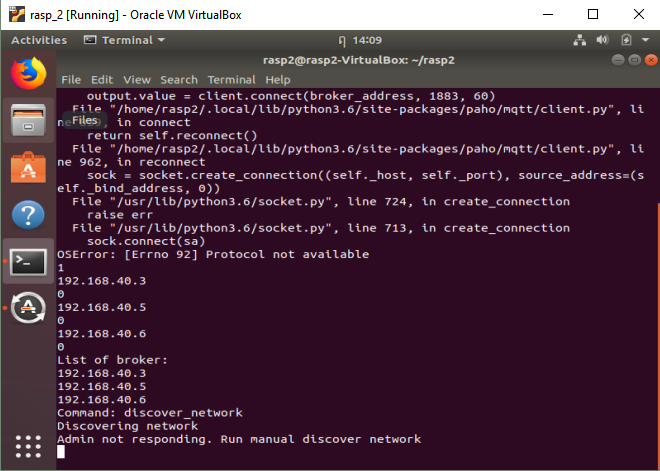 rasp_2 [Running] - Oracle VM VirtualBox
Activities Terminal ฤ 14:09
rasp2@rasp2-VirtualBox: ~/rasp2
File Edit View Search Terminal Help
output.value = client.connect(broker_address, 1883, 60)
File "/home/rasp2/.local/lib/python3.6/site-packages/paho/mqtt/client.py", li
Files
, in connect
return self.reconnect()
File "/home/rasp2/.local/lib/python3.6/site-packages/paho/mqtt/client.py", li
ne 962, in reconnect
sock = socket.create_connection((self._host, self._port), source_address=(s
elf._bind_address, 0))
File "/usr/lib/python3.6/socket.py", line 724, in create_connection
raise err
File "/usr/lib/python3.6/socket.py", line 713, in create_connection
sock.connect(sa)
OSError: [Errno 92] Protocol not available
1
192.168.40.3
0
192.168.40.5
0
192.168.40.6
0
List of broker:
192.168.40.3
192.168.40.5
192.168.40.6
Command: discover_network
Discovering network
Admin not responding. Run manual discover network